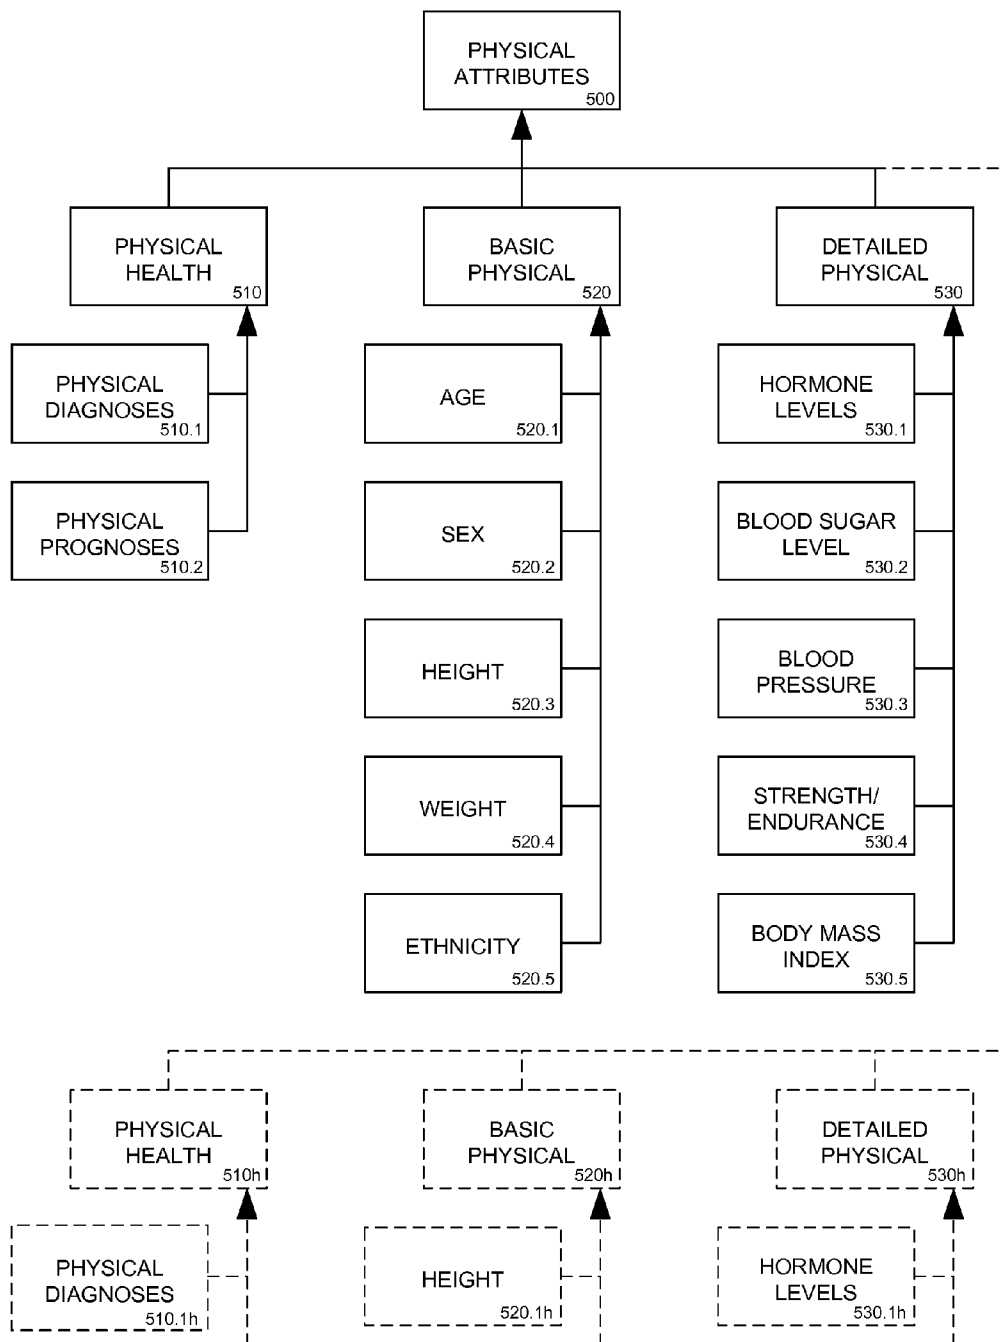 PHYSICAL
ATTRIBUTES
500
PHYSICAL
HEALTH
510
BASIC
PHYSICAL
520
DETAILED
PHYSICAL
530
PHYSICAL
DIAGNOSES
510.1
AGE
520.1
HORMONE
LEVELS
530.1
PHYSICAL
PROGNOSES
510.2
SEX
520.2
BLOOD SUGAR
LEVEL
530.2
HEIGHT
520.3
BLOOD
PRESSURE
530.3
WEIGHT
520.4
STRENGTH/
ENDURANCE
530.4
ETHNICITY
520.5
BODY MASS
INDEX
530.5
PHYSICAL
HEALTH
510h
BASIC
PHYSICAL
520h
DETAILED
PHYSICAL
530h
PHYSICAL
DIAGNOSES
510.1h
HEIGHT
520.1h
HORMONE
LEVELS
530.1h